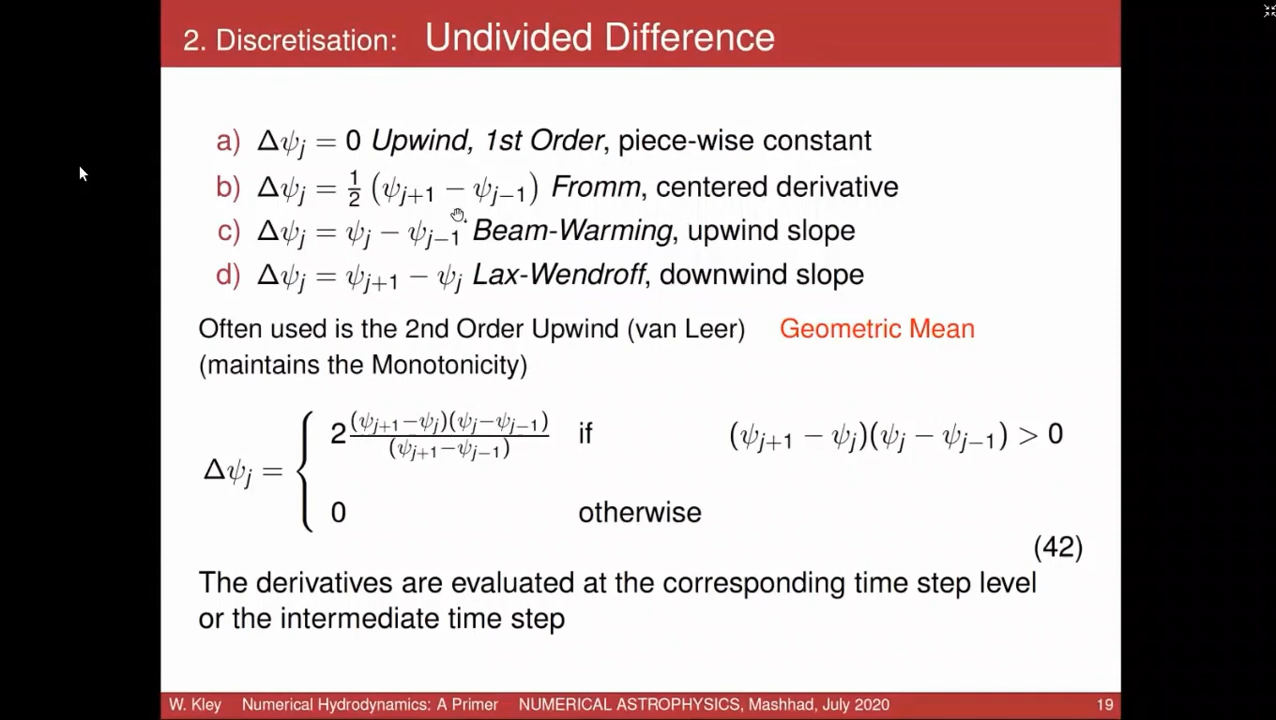 2. Discretisation: Undivided Difference
a) Δψ_j = 0 Upwind, 1st Order, piece-wise constant
b) Δψ_j = 1/2 (ψ_{j+1} − ψ_{j−1}) Fromm, centered derivative
c) Δψ_j = ψ_j − ψ_{j−1} Beam-Warming, upwind slope
d) Δψ_j = ψ_{j+1} − ψ_j Lax-Wendroff, downwind slope
Often used is the 2nd Order Upwind (van Leer) Geometric Mean
(maintains the Monotonicity)
Δψ_j = { 2 (ψ_{j+1}−ψ_j)(ψ_j−ψ_{j−1}) / (ψ_{j+1}−ψ_{j−1}) if (ψ_{j+1} − ψ_j)(ψ_j − ψ_{j−1}) > 0
0 otherwise
(42)
The derivatives are evaluated at the corresponding time step level
or the intermediate time step
W. Kley Numerical Hydrodynamics: A Primer NUMERICAL ASTROPHYSICS, Mashhad, July 2020 19